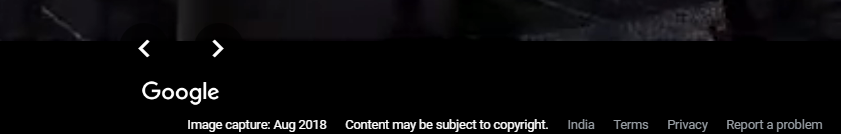 Google
Image capture: Aug 2018 Content may be subject to copyright. India Terms Privacy Report a problem